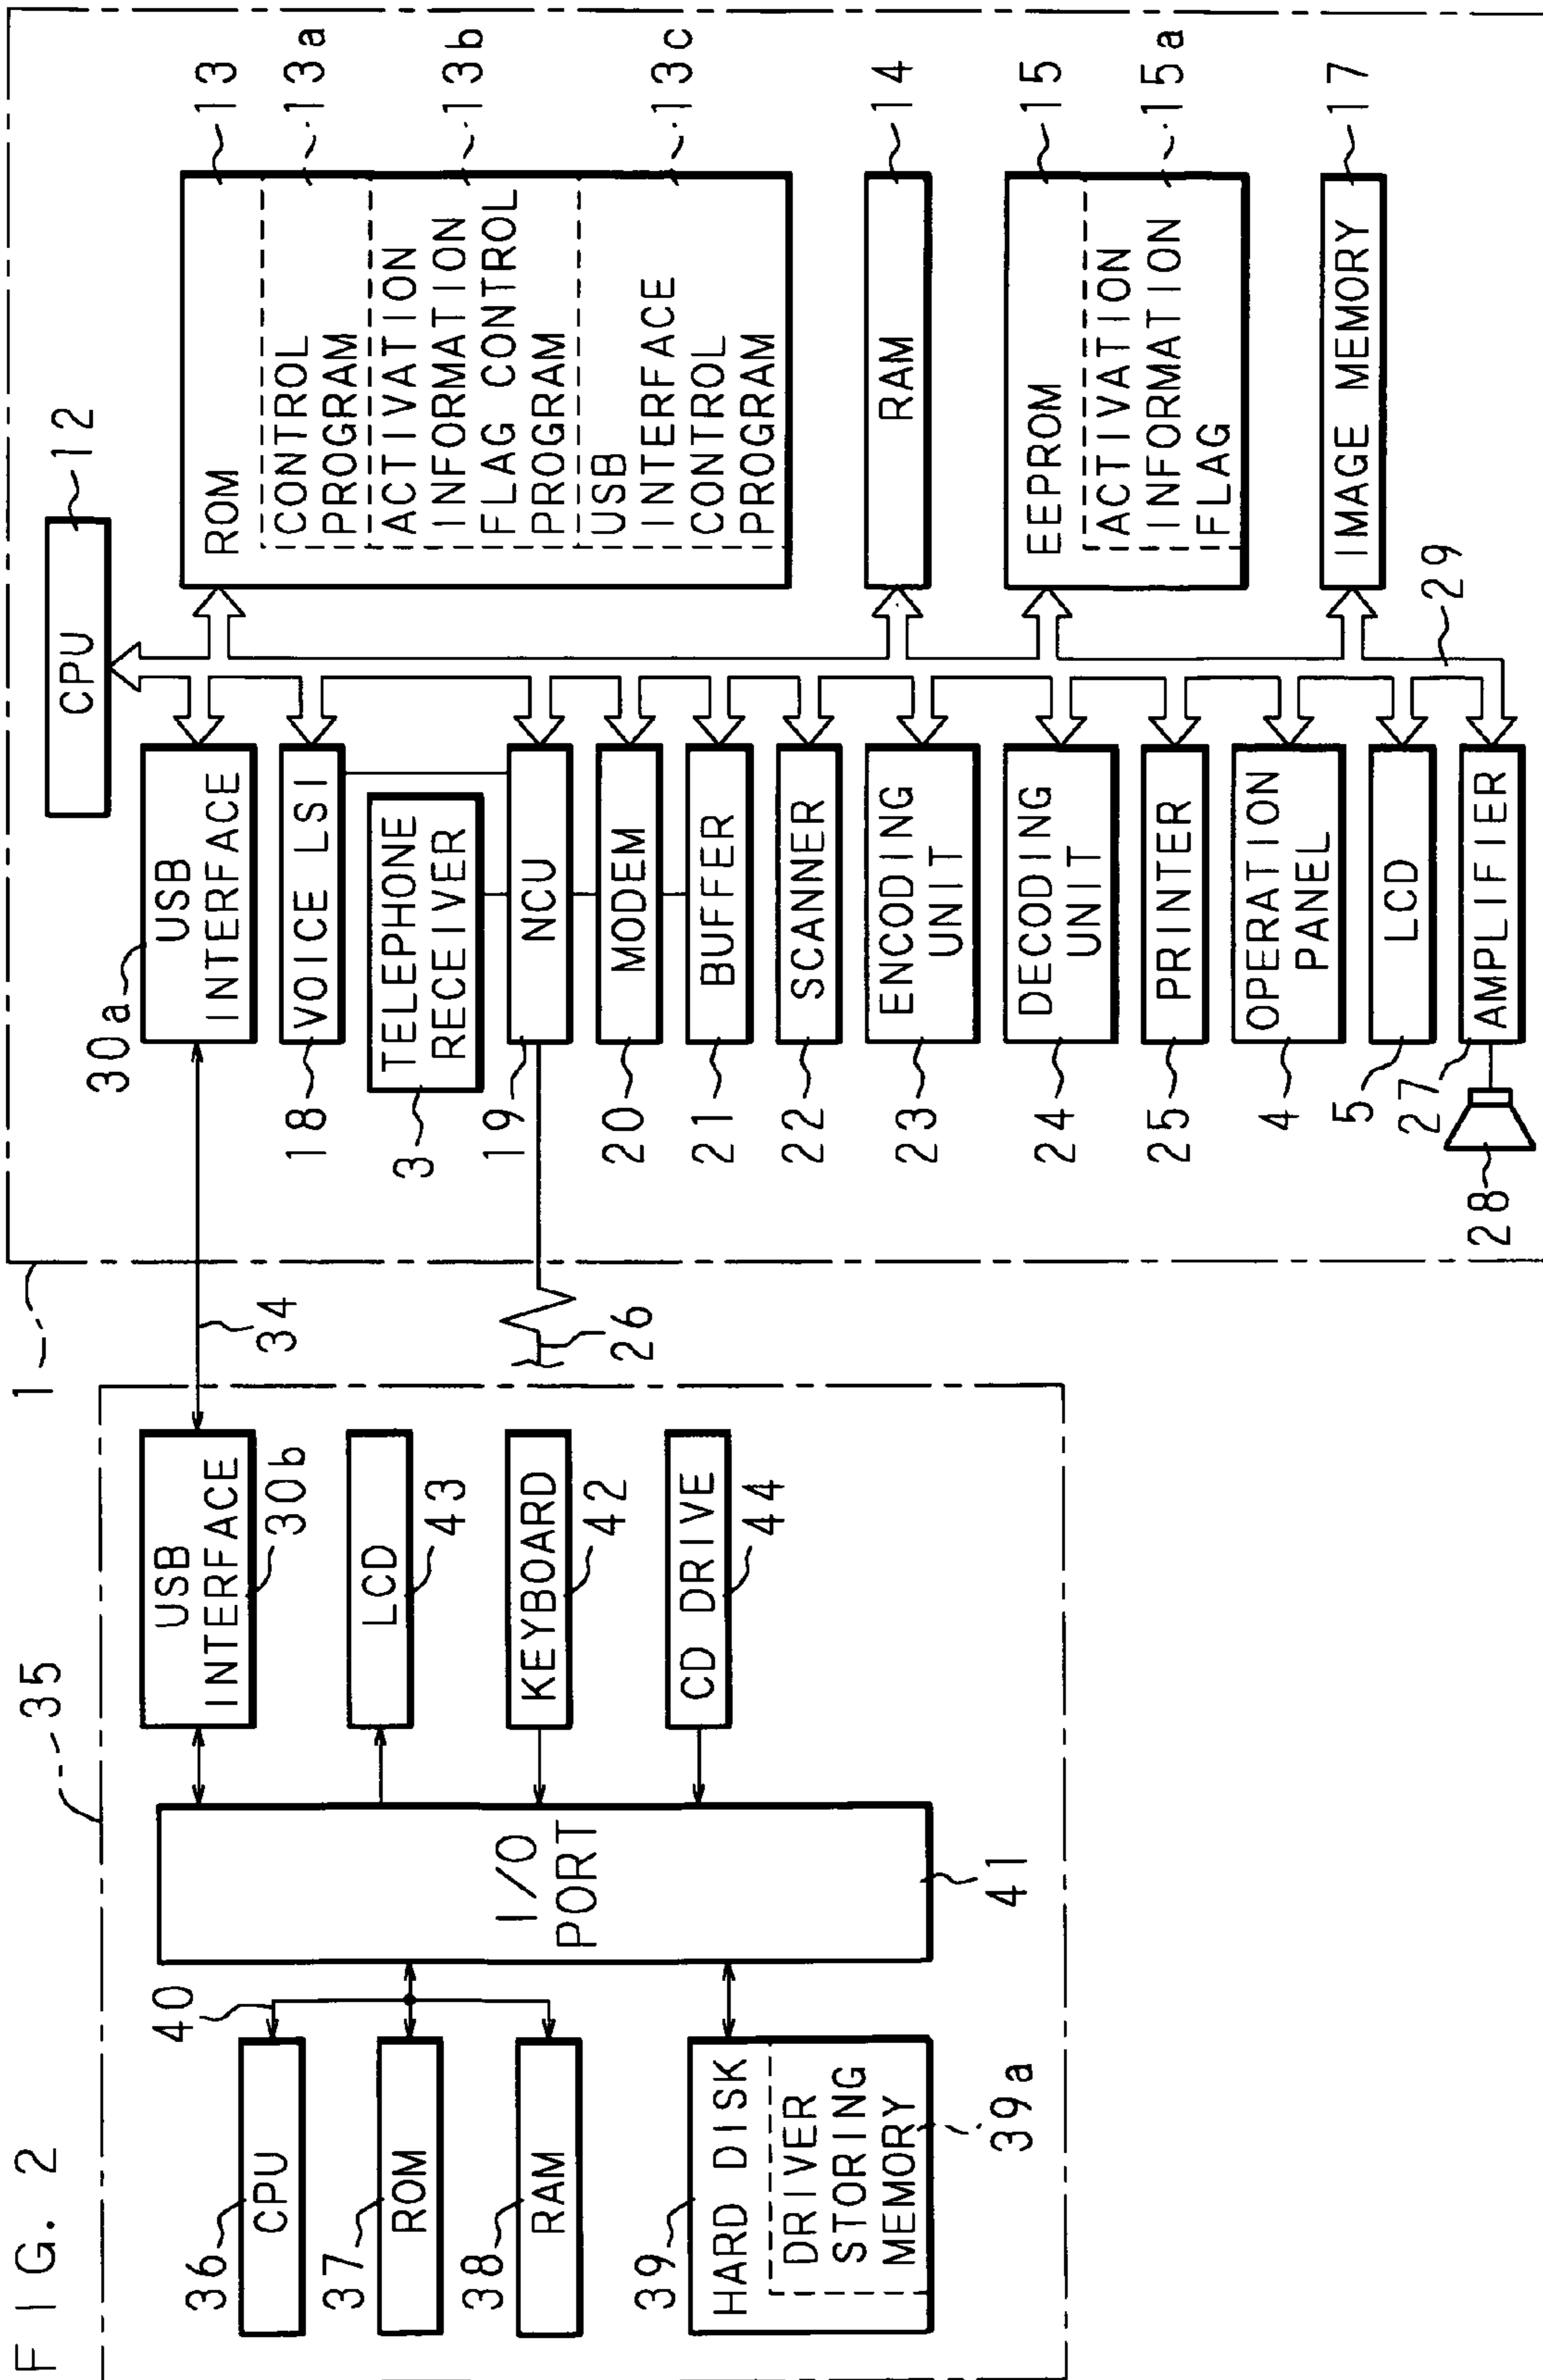 FIG. 2
35
36
CPU
37
ROM
38
RAM
39
HARD DISK
DRIVER
STORING
MEMORY
39a
40
I/O
PORT
41
USB
INTERFACE
30b
LCD
43
KEYBOARD
42
CD DRIVE
44
34
26
1
30a
USB
INTERFACE
18
VOICE LSI
3
TELEPHONE
RECEIVER
19
NCU
20
MODEM
21
BUFFER
22
SCANNER
23
ENCODING
UNIT
24
DECODING
UNIT
25
PRINTER
4
OPERATION
PANEL
5
LCD
27
AMPLIFIER
28
29
CPU
12
ROM
13
CONTROL
PROGRAM
13a
ACTIVATION
INFORMATION
FLAG CONTROL
PROGRAM
13b
USB
INTERFACE
CONTROL
PROGRAM
13c
RAM
14
EEPROM
15
ACTIVATION
INFORMATION
FLAG
15a
IMAGE MEMORY
17